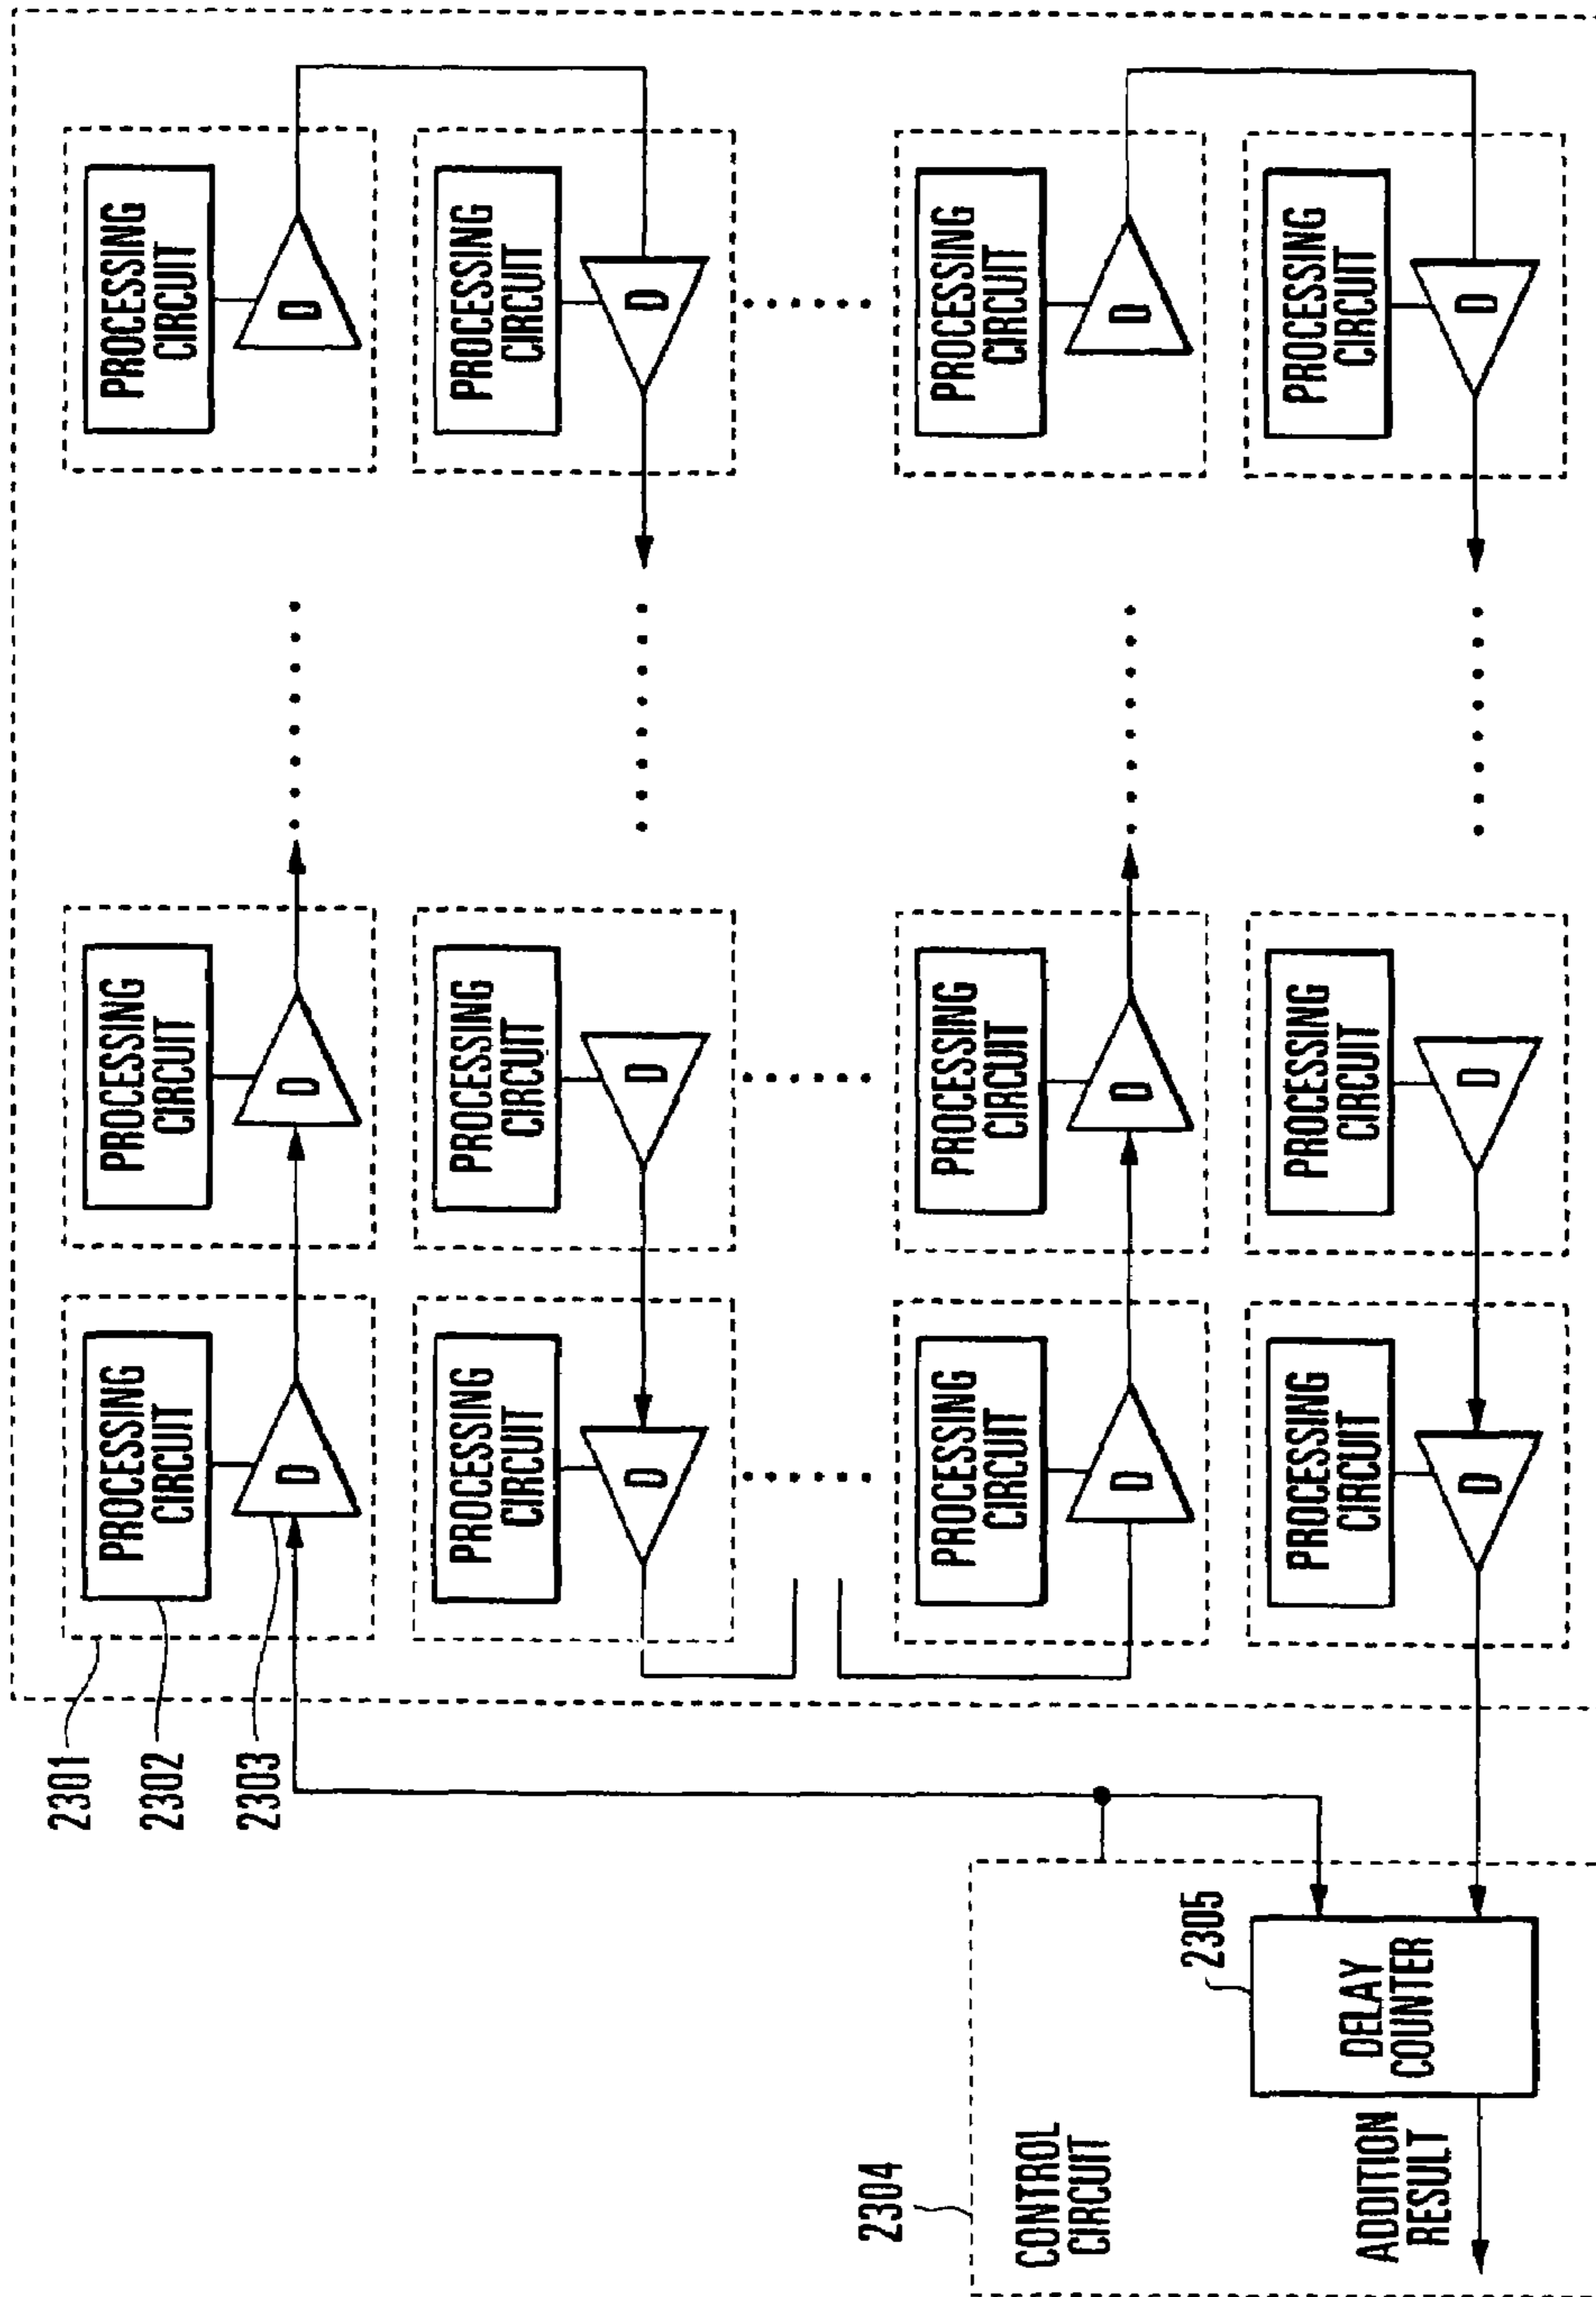 2301
2302
2303
PROCESSING
CIRCUIT
D
PROCESSING
CIRCUIT
D
PROCESSING
CIRCUIT
D
PROCESSING
CIRCUIT
D
PROCESSING
CIRCUIT
D
PROCESSING
CIRCUIT
D
2304
CONTROL
CIRCUIT
PROCESSING
CIRCUIT
D
PROCESSING
CIRCUIT
D
PROCESSING
CIRCUIT
D
2305
DELAY
COUNTER
ADDITION
RESULT
PROCESSING
CIRCUIT
D
PROCESSING
CIRCUIT
D
PROCESSING
CIRCUIT
D